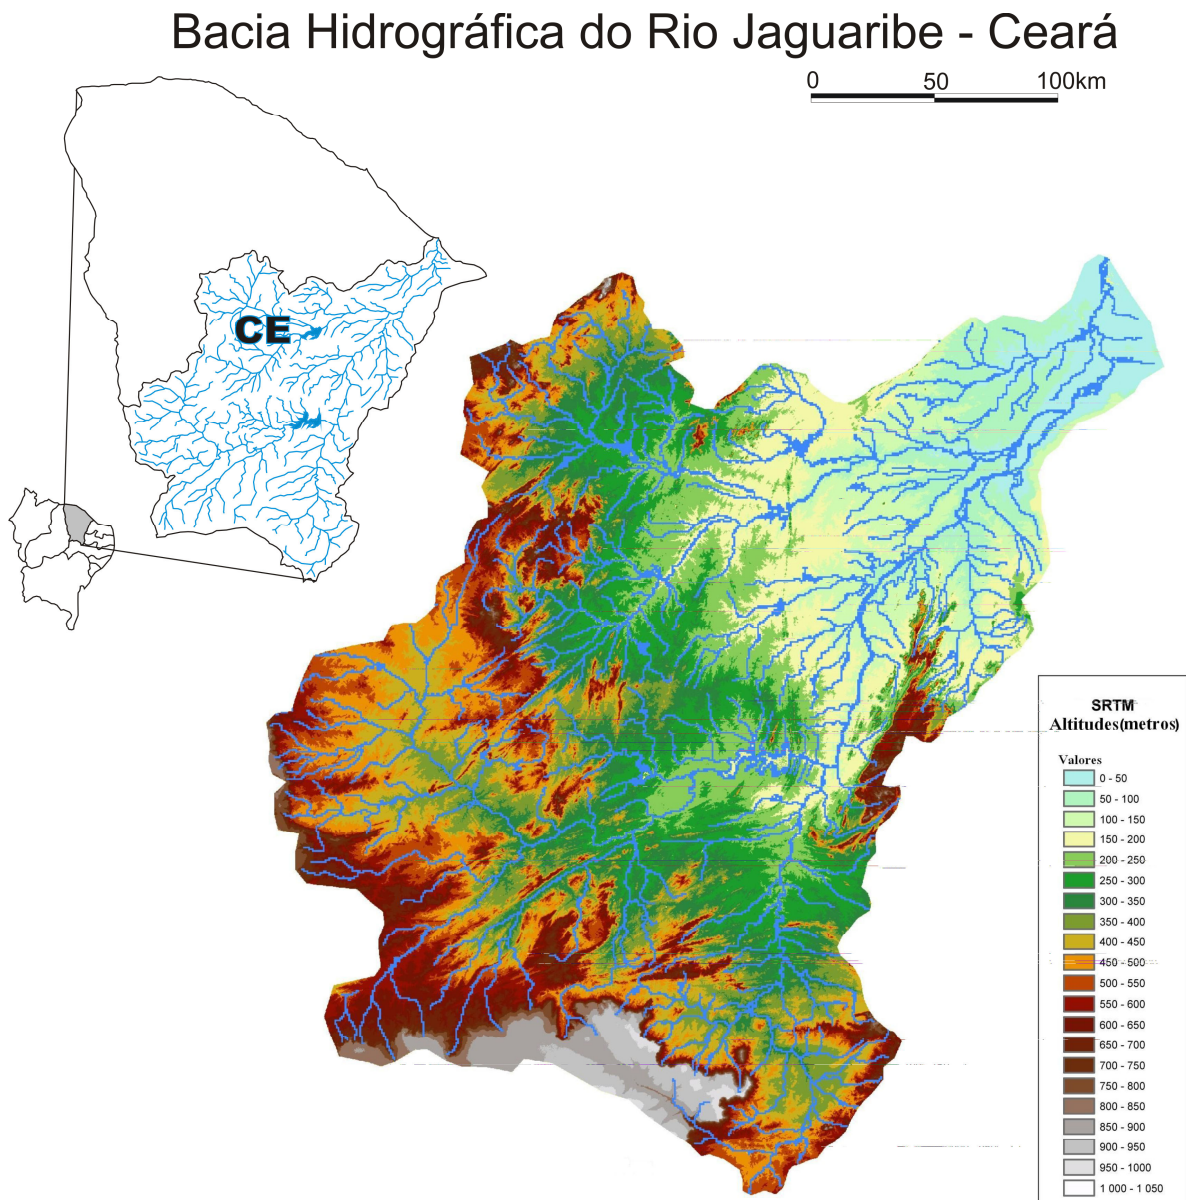 Bacia Hidrográfica do Rio Jaguaribe - Ceará
0 50 100km
CE
SRTM
Altitudes(metros)
Valores
0 - 50
50 - 100
100 - 150
150 - 200
200 - 250
250 - 300
300 - 350
350 - 400
400 - 450
450 - 500
500 - 550
550 - 600
600 - 650
650 - 700
700 - 750
750 - 800
800 - 850
850 - 900
900 - 950
950 - 1000
1 000 - 1 050